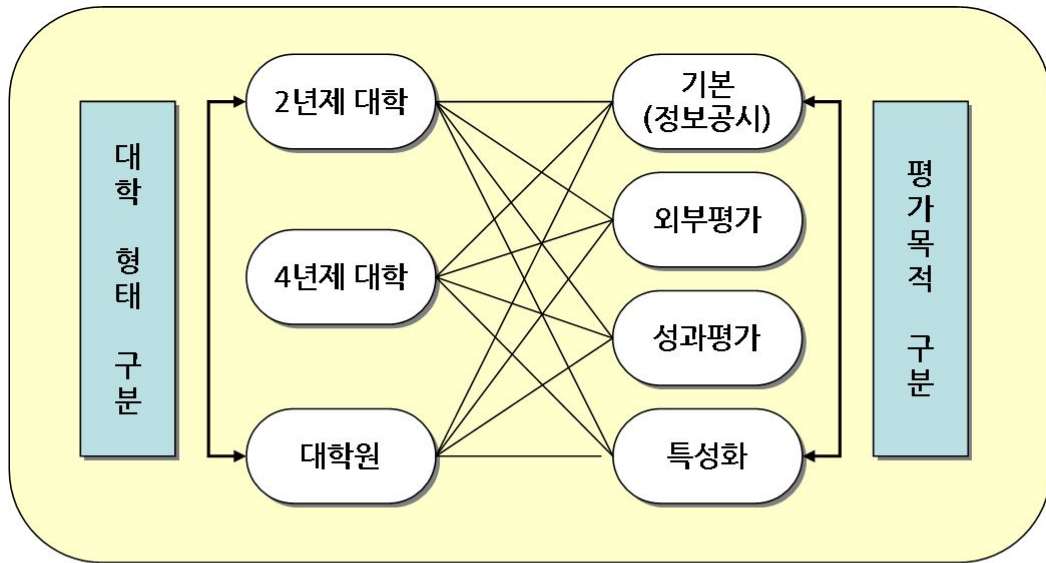 대학 형태 구분
2년제 대학
4년제 대학
대학원
기본
(정보공시)
외부평가
성과평가
특성화
평가목적 구분